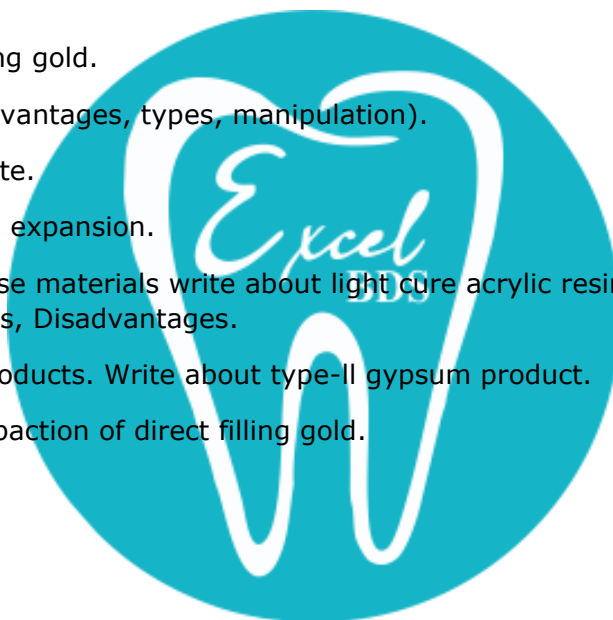 ng gold.
vantages, types, manipulation).
te.
expansion.
se materials write about light cure acrylic resin
s, Disadvantages.
oducts. Write about type-II gypsum product.
paction of direct filling gold.
Excel
BDS